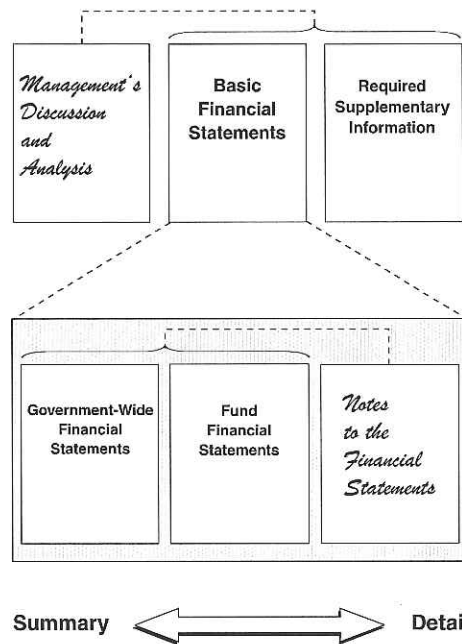 Management's
Discussion
and
Analysis
Basic
Financial
Statements
Required
Supplementary
Information
Government-Wide
Financial
Statements
Fund
Financial
Statements
Notes
to the
Financial
Statements
Summary
Detai